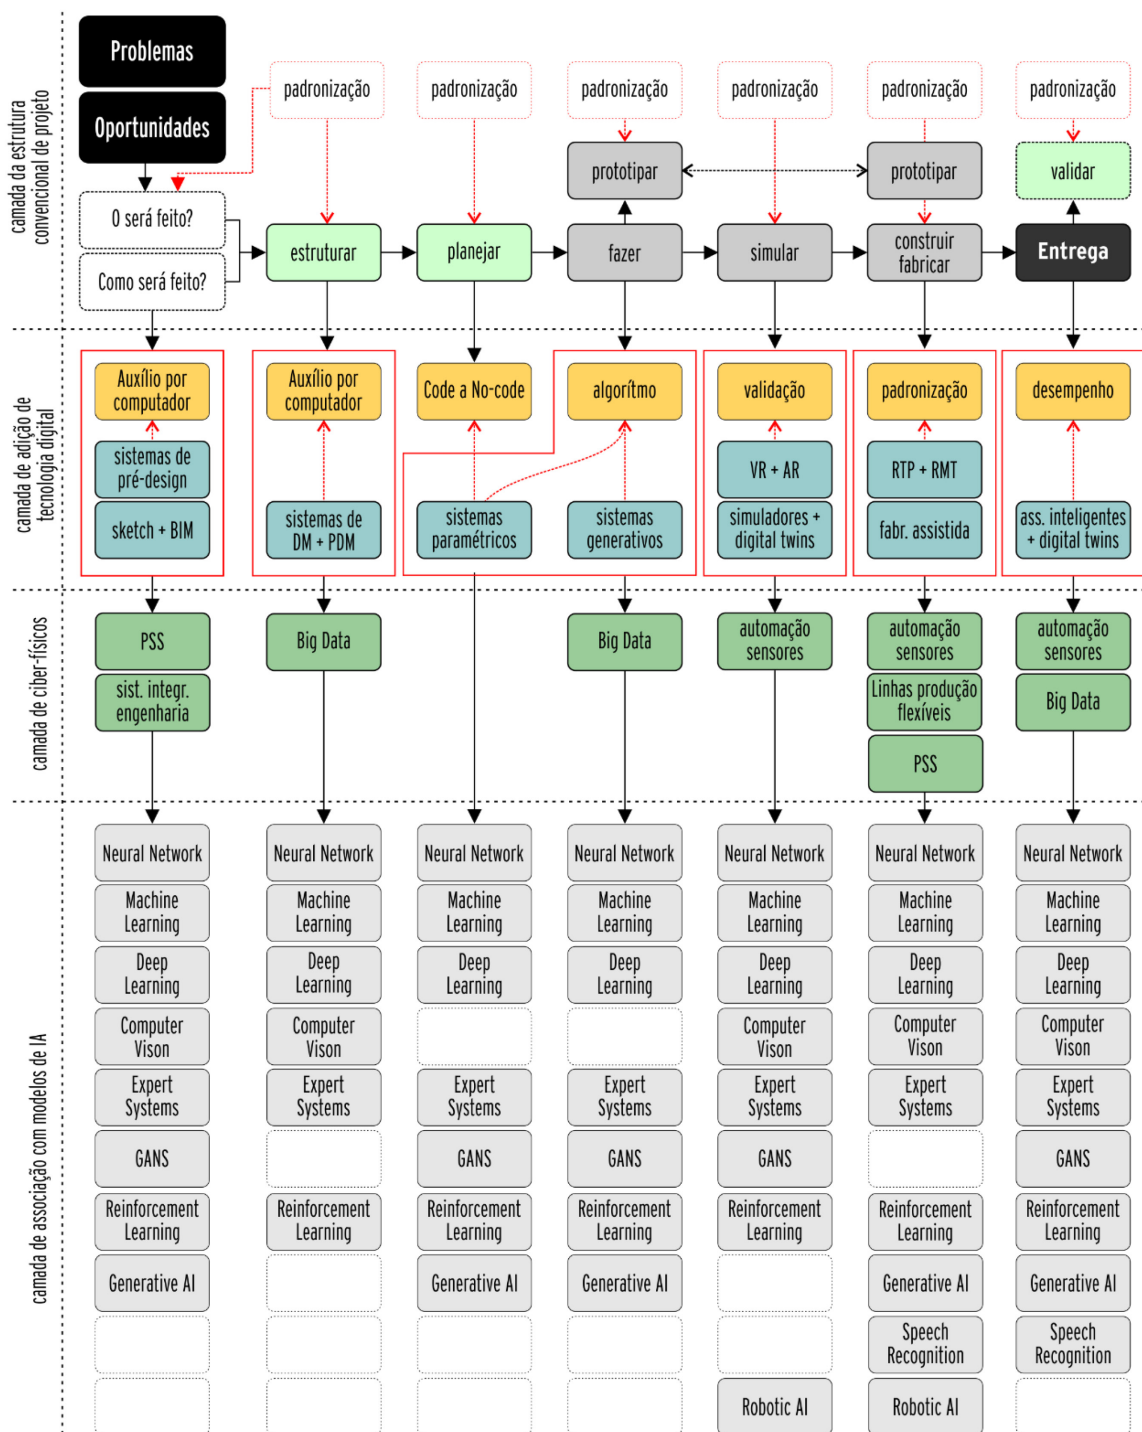 camada da estrutura
convencional de projeto
Problemas
Oportunidades
O será feito?
Como será feito?
padronização
padronização
padronização
padronização
padronização
padronização
prototipar
prototipar
validar
estruturar
planejar
fazer
simular
construir
fabricar
Entrega
camada de adição de
tecnologia digital
Auxílio por
computador
Auxílio por
computador
Code a No-code
algorítmo
validação
padronização
desempenho
sistemas de
pré-design
VR + AR
RTP + RMT
sketch + BIM
sistemas de
DM + PDM
sistemas
paramétricos
sistemas
generativos
simuladores +
digital twins
fabr. assistida
ass. inteligentes
+ digital twins
camada de ciber-físicos
PSS
Big Data
Big Data
automação
sensores
automação
sensores
automação
sensores
sist. integr.
engenharia
Linhas produção
flexíveis
Big Data
PSS
camada de associação com modelos de IA
Neural Network
Neural Network
Neural Network
Neural Network
Neural Network
Neural Network
Neural Network
Machine
Learning
Machine
Learning
Machine
Learning
Machine
Learning
Machine
Learning
Machine
Learning
Machine
Learning
Deep
Learning
Deep
Learning
Deep
Learning
Deep
Learning
Deep
Learning
Deep
Learning
Deep
Learning
Computer
Vison
Computer
Vison
Computer
Vison
Computer
Vison
Computer
Vison
Expert
Systems
Expert
Systems
Expert
Systems
Expert
Systems
Expert
Systems
Expert
Systems
Expert
Systems
GANS
GANS
GANS
GANS
GANS
Reinforcement
Learning
Reinforcement
Learning
Reinforcement
Learning
Reinforcement
Learning
Reinforcement
Learning
Reinforcement
Learning
Reinforcement
Learning
Generative AI
Generative AI
Generative AI
Generative AI
Generative AI
Speech
Recognition
Speech
Recognition
Robotic AI
Robotic AI